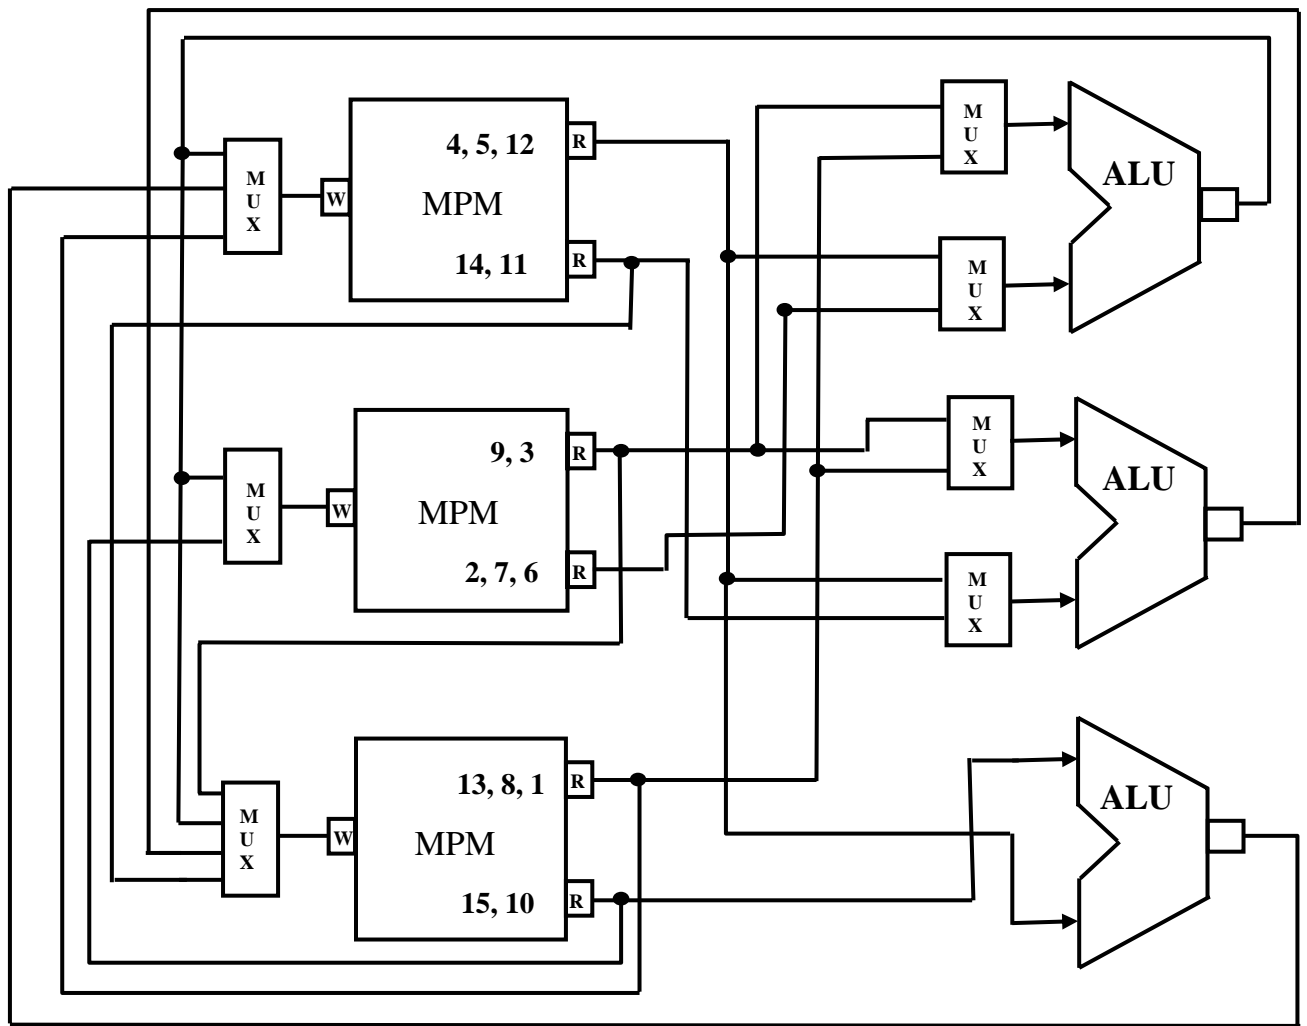 4, 5, 12
R
M
U
X
ALU
M
U
X
W
MPM
14, 11
R
M
U
X
9, 3
R
M
U
X
ALU
M
U
X
W
MPM
2, 7, 6
R
M
U
X
13, 8, 1
R
ALU
M
U
X
W
MPM
15, 10
R